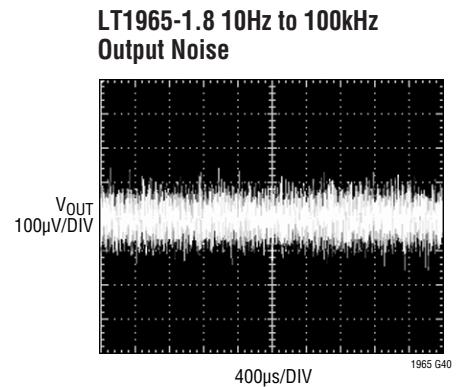 LT1965-1.8 10Hz to 100kHz
Output Noise
VOUT
100µV/DIV
400µs/DIV
1965 G40